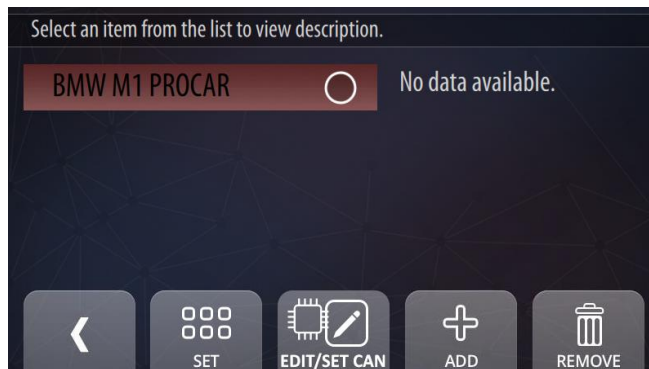 Select an item from the list to view description.
BMW M1 PROCAR
No data available.
SET
EDIT/SET CAN
ADD
REMOVE